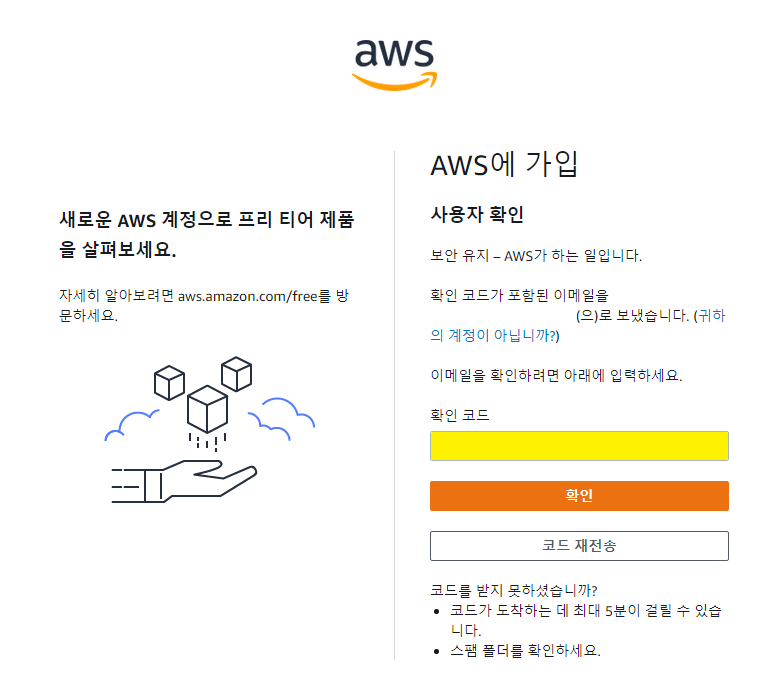 aws
새로운 AWS 계정으로 프리 티어 제품
을 살펴보세요.
자세히 알아보려면 aws.amazon.com/free를 방
문하세요.
AWS에 가입
사용자 확인
보안 유지 – AWS가 하는 일입니다.
확인 코드가 포함된 이메일을
(으)로 보냈습니다. (귀하
의 계정이 아닙니까?)
이메일을 확인하려면 아래에 입력하세요.
확인 코드
확인
코드 재전송
코드를 받지 못하셨습니까?
• 코드가 도착하는 데 최대 5분이 걸릴 수 있습
니다.
• 스팸 폴더를 확인하세요.